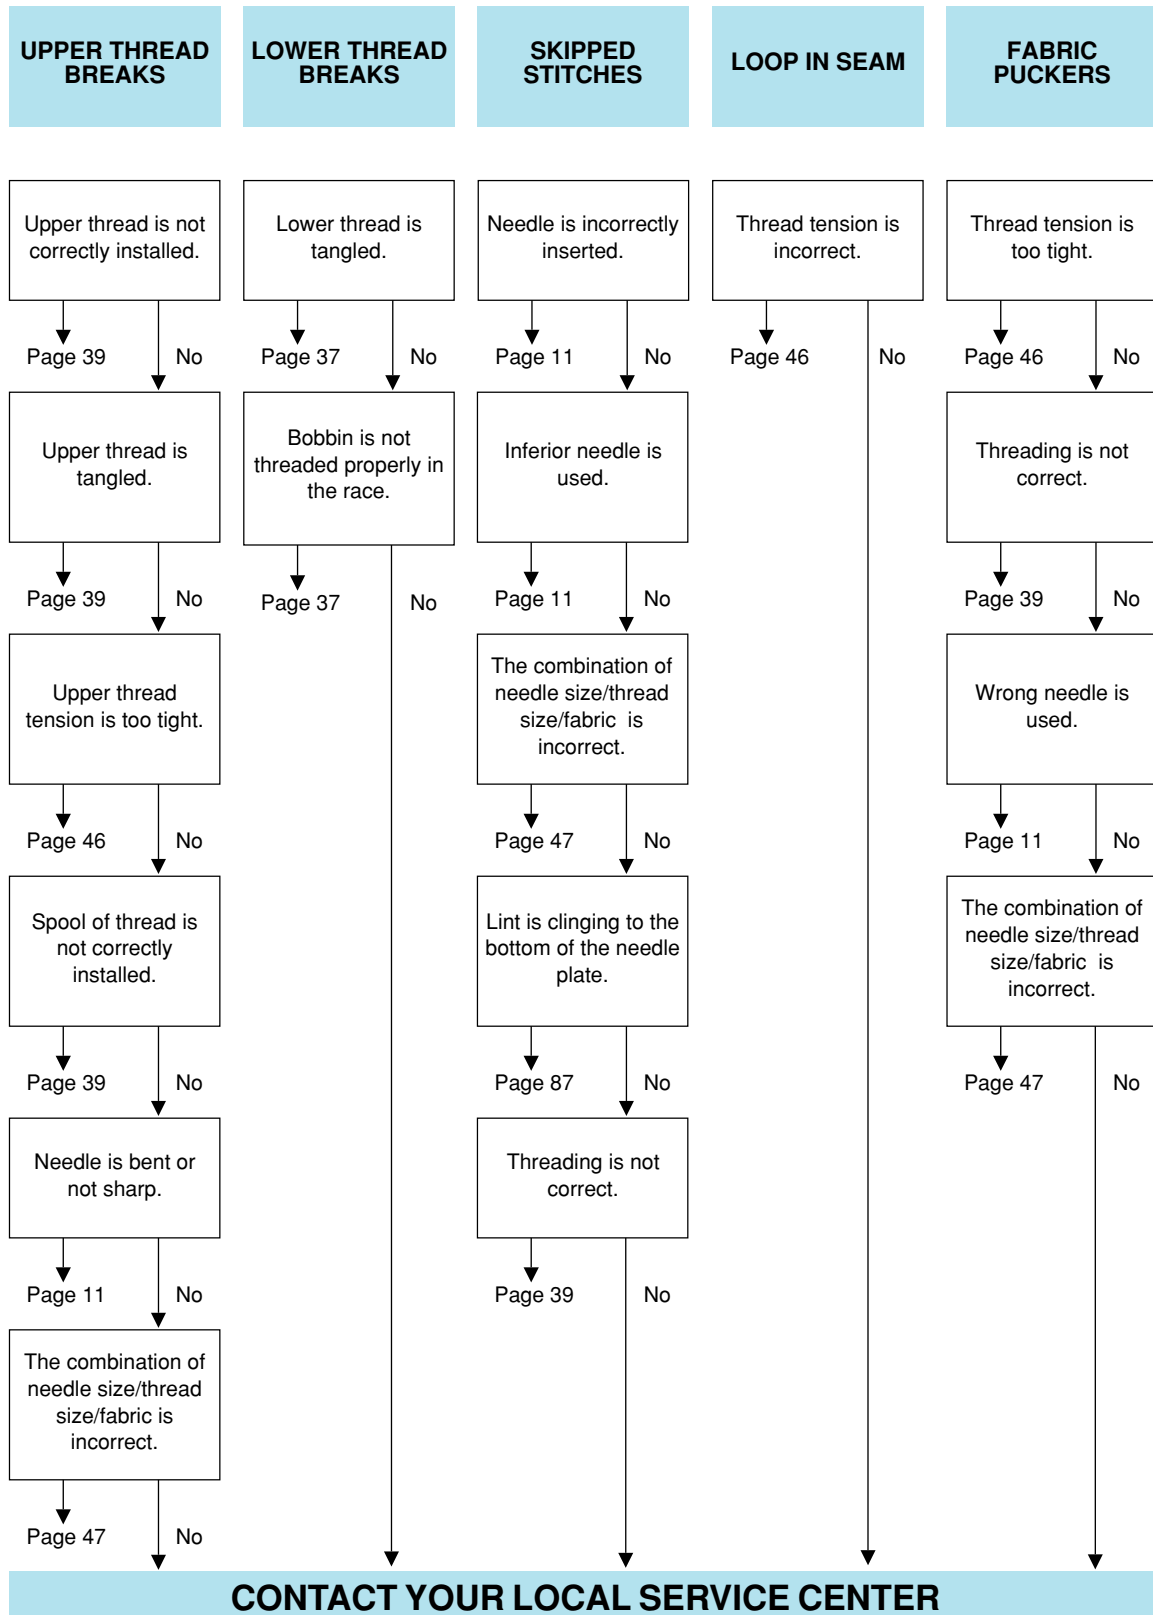 UPPER THREAD
BREAKS
Upper thread is not
correctly installed.
Page 39
No
Upper thread is
tangled.
Page 39
No
Upper thread
tension is too tight.
Page 46
No
Spool of thread is
not correctly
installed.
Page 39
No
Needle is bent or
not sharp.
Page 11
No
The combination of
needle size/thread
size/fabric is
incorrect.
Page 47
No
LOWER THREAD
BREAKS
Lower thread is
tangled.
Page 37
No
Bobbin is not
threaded properly in
the race.
Page 37
No
SKIPPED
STITCHES
Needle is incorrectly
inserted.
Page 11
No
Inferior needle is
used.
Page 11
No
The combination of
needle size/thread
size/fabric is
incorrect.
Page 47
No
Lint is clinging to the
bottom of the needle
plate.
Page 87
No
Threading is not
correct.
Page 39
No
LOOP IN SEAM
Thread tension is
incorrect.
Page 46
No
FABRIC
PUCKERS
Thread tension is
too tight.
Page 46
No
Threading is not
correct.
Page 39
No
Wrong needle is
used.
Page 11
No
The combination of
needle size/thread
size/fabric is
incorrect.
Page 47
No
CONTACT YOUR LOCAL SERVICE CENTER